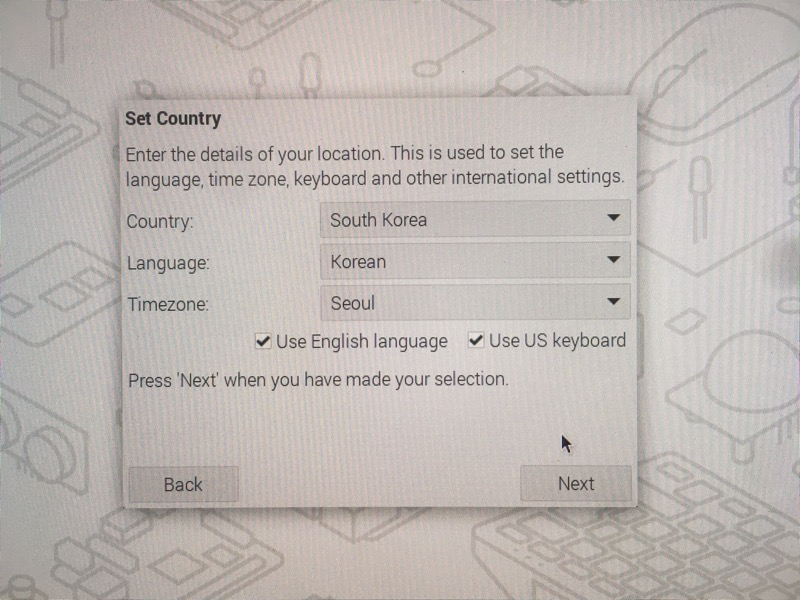 Set Country
Enter the details of your location. This is used to set the
language, time zone, keyboard and other international settings.
Country: South Korea
Language: Korean
Timezone: Seoul
Use English language Use US keyboard
Press 'Next' when you have made your selection.
Back Next